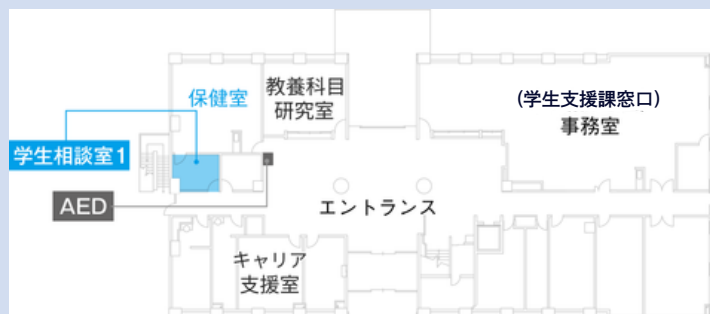 保健室
教養科目
研究室
(学生支援課窓口)
事務室
学生相談室1
AED
エントランス
キャリア
支援室